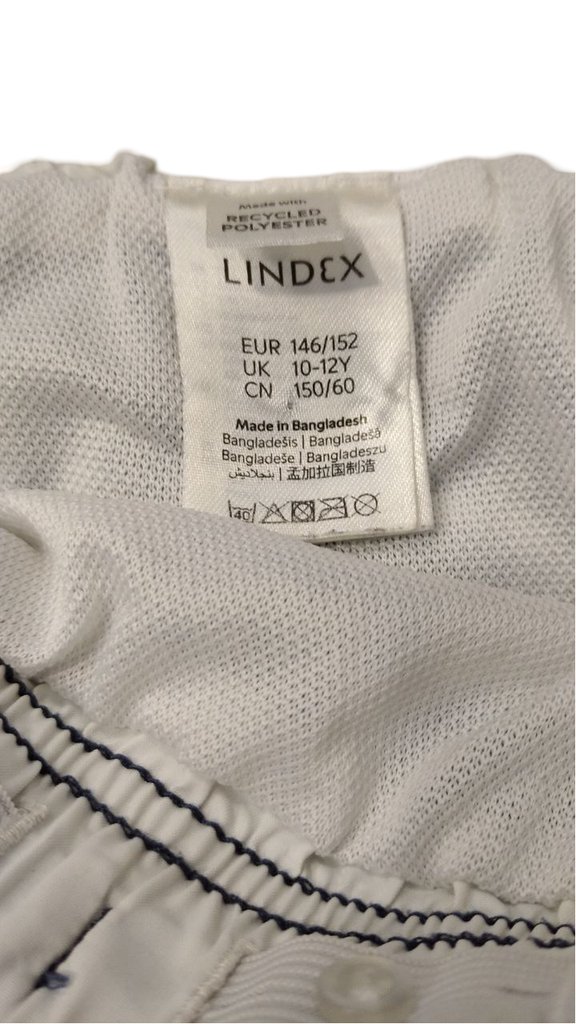 Made with
RECYCLED
POLYESTER
LINDEX
EUR 146/152
UK 10-12Y
CN 150/60
Made in Bangladesh
Bangladešis | Bangladešā
Bangladeše | Bangladeszu
بنجلاديش | 孟加拉国制造
40